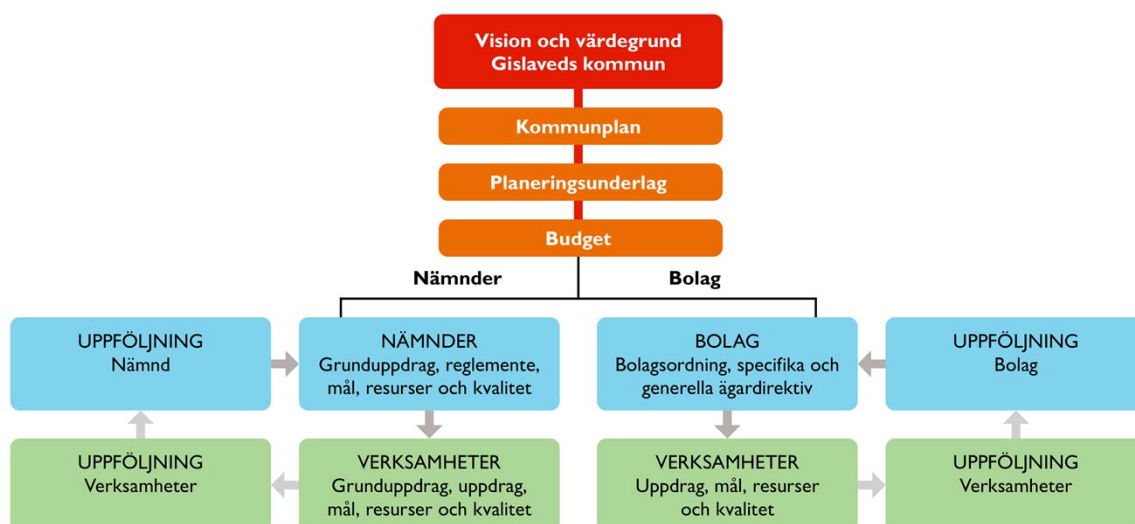 Vision och värdegrund
Gislaveds kommun
Kommunplan
Planeringsunderlag
Budget
Nämnder
Bolag
UPPFÖLJNING
Nämnd
NÄMNDER
Grunduppdrag, reglemente,
mål, resurser och kvalitet
BOLAG
Bolagsordning, specifika och
generella ägardirektiv
UPPFÖLJNING
Bolag
UPPFÖLJNING
Verksamheter
VERKSAMHETER
Grunduppdrag, uppdrag,
mål, resurser och kvalitet
VERKSAMHETER
Uppdrag, mål, resurser
och kvalitet
UPPFÖLJNING
Verksamheter